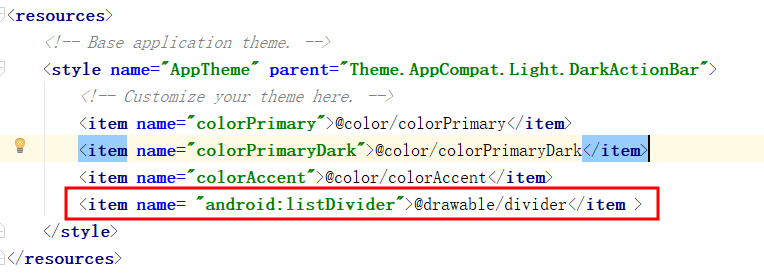 <resources>
<!-- Base application theme. -->
<style name="AppTheme" parent="Theme.AppCompat.Light.DarkActionBar">
<!-- Customize your theme here. -->
<item name="colorPrimary">@color/colorPrimary</item>
<item name="colorPrimaryDark">@color/colorPrimaryDark</item>
<item name="colorAccent">@color/colorAccent</item>
<item name= "android:listDivider">@drawable/divider</item >
</style>
</resources>